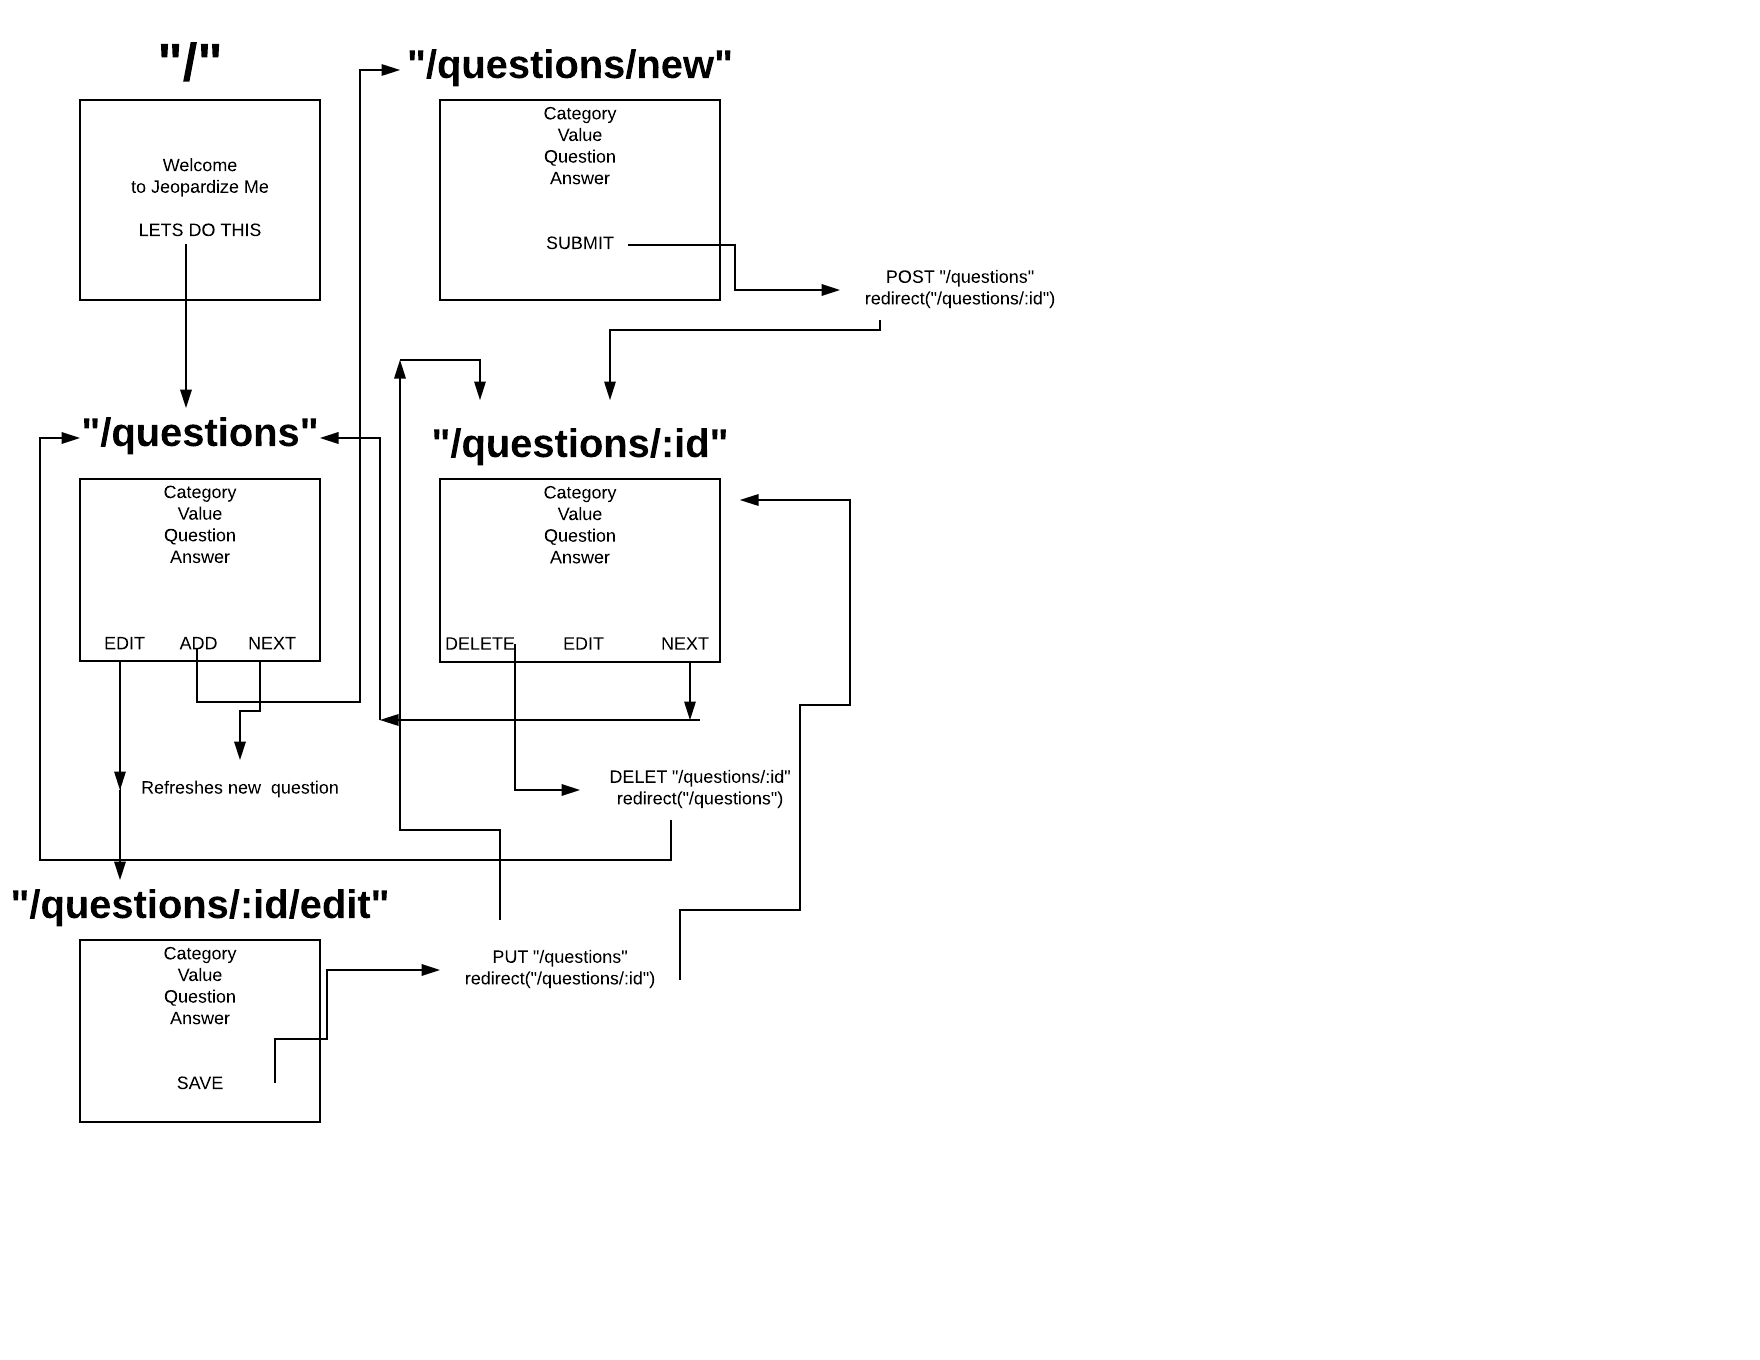 "/"
Welcome
to Jeopardize Me
LETS DO THIS
"/questions/new"
Category
Value
Question
Answer
SUBMIT
POST "/questions"
redirect("/questions/:id")
"/questions"
Category
Value
Question
Answer
EDIT ADD NEXT
Refreshes new  question
"/questions/:id"
Category
Value
Question
Answer
DELETE EDIT NEXT
DELET "/questions/:id"
redirect("/questions")
"/questions/:id/edit"
Category
Value
Question
Answer
SAVE
PUT "/questions"
redirect("/questions/:id")